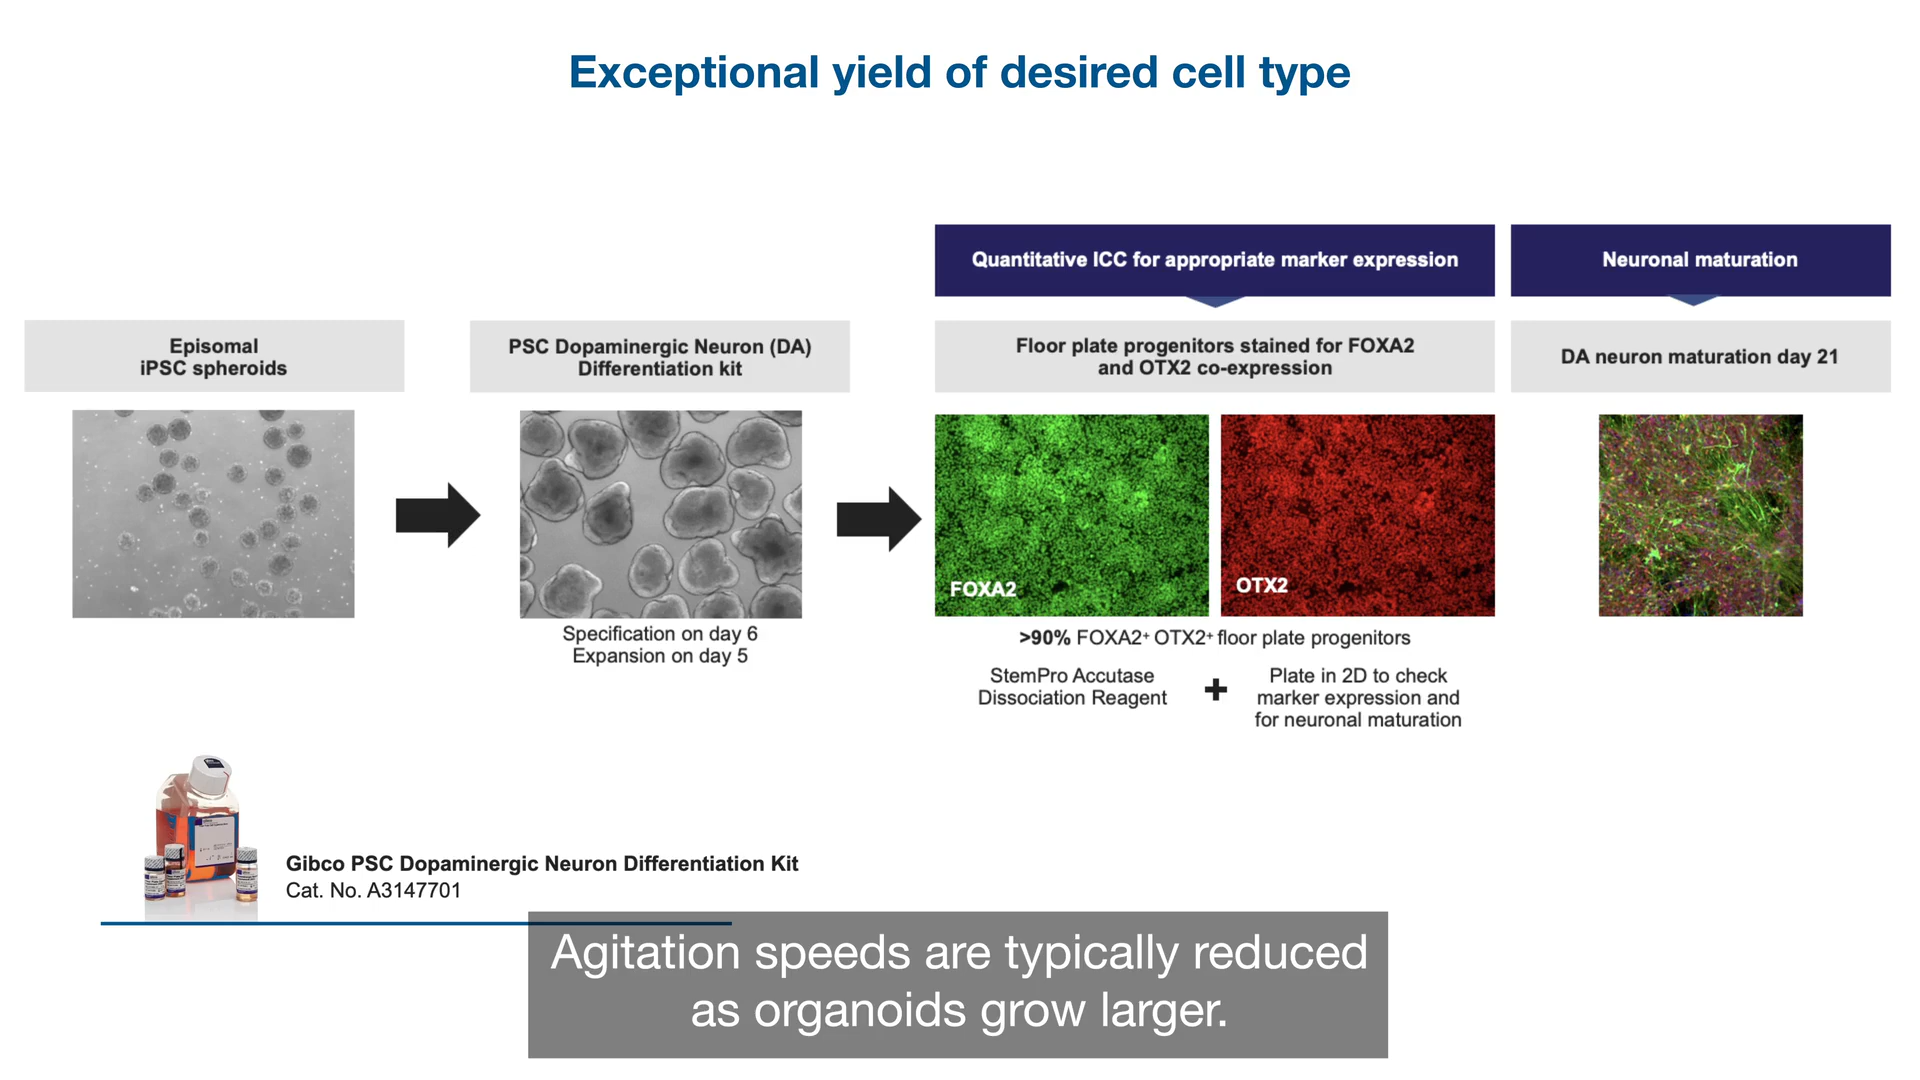 Exceptional yield of desired cell type
Quantitative ICC for appropriate marker expression
Neuronal maturation
Episomal
iPSC spheroids
PSC Dopaminergic Neuron (DA)
Differentiation kit
Floor plate progenitors stained for FOXA2
and OTX2 co-expression
DA neuron maturation day 21
FOXA2
OTX2
Specification on day 6
Expansion on day 5
>90% FOXA2⁺ OTX2⁺ floor plate progenitors
StemPro Accutase
Dissociation Reagent
+
Plate in 2D to check
marker expression and
for neuronal maturation
Gibco PSC Dopaminergic Neuron Differentiation Kit
Cat. No. A3147701
Agitation speeds are typically reduced
as organoids grow larger.